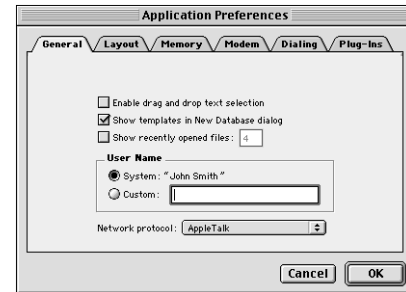 Application Preferences
General Layout Memory Modem Dialing Plug-Ins
Enable drag and drop text selection
Show templates in New Database dialog
Show recently opened files: 4
User Name
System: "John Smith"
Custom:
Network protocol: AppleTalk
Cancel OK